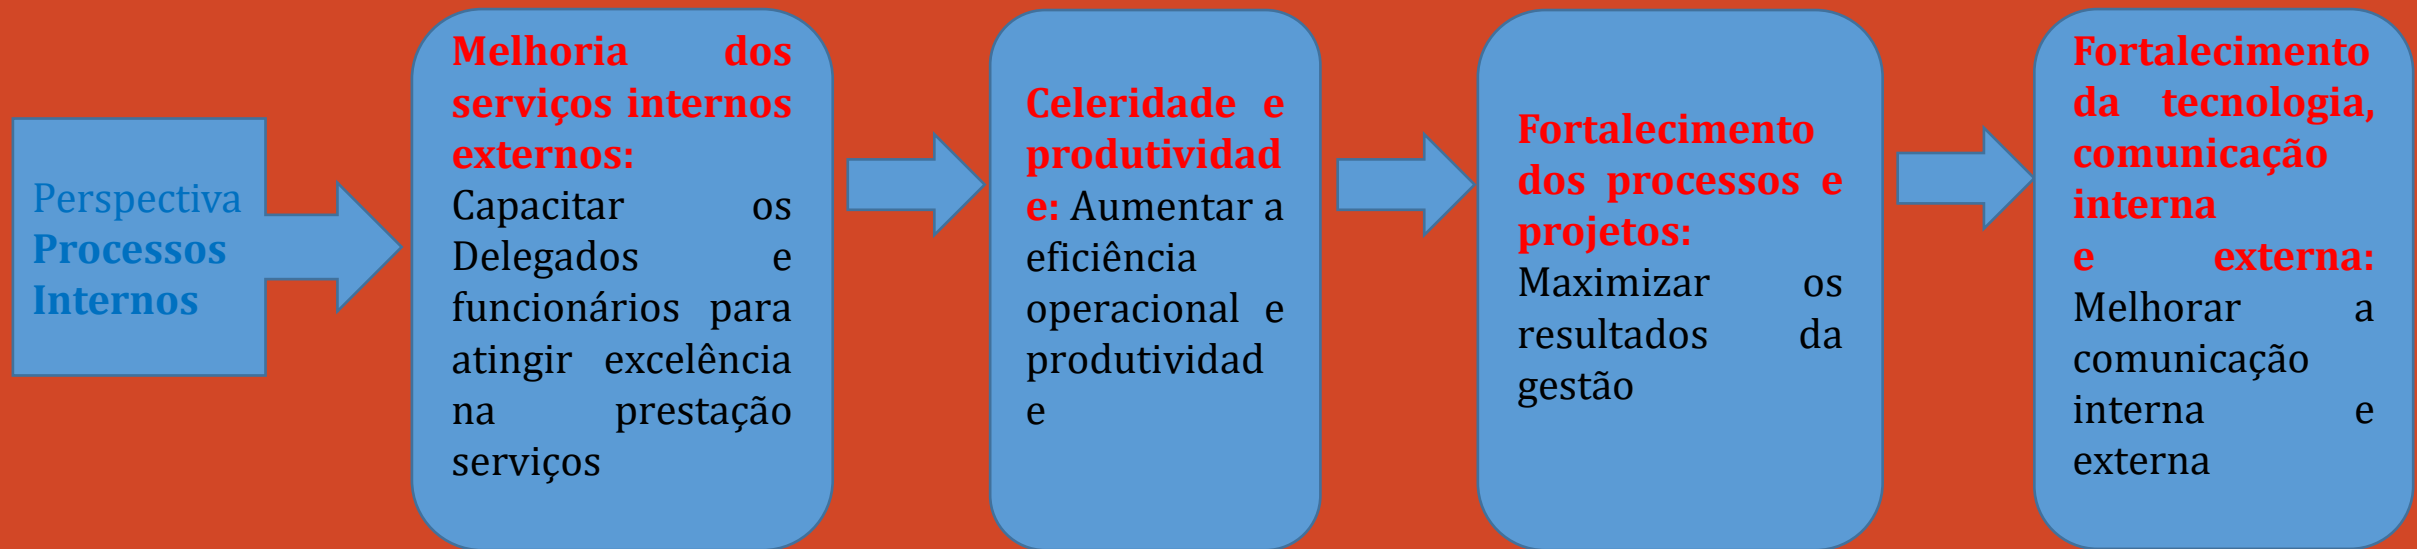 Perspectiva
Processos
Internos
Melhoria dos
serviços internos
externos:
Capacitar os
Delegados e
funcionários para
atingir excelência
na prestação
serviços
Celeridade e
produtividad
e: Aumentar a
eficiência
operacional e
produtividad
e
Fortalecimento
dos processos e
projetos:
Maximizar os
resultados da
gestão
Fortalecimento
da tecnologia,
comunicação
interna
e externa:
Melhorar a
comunicação
interna e
externa